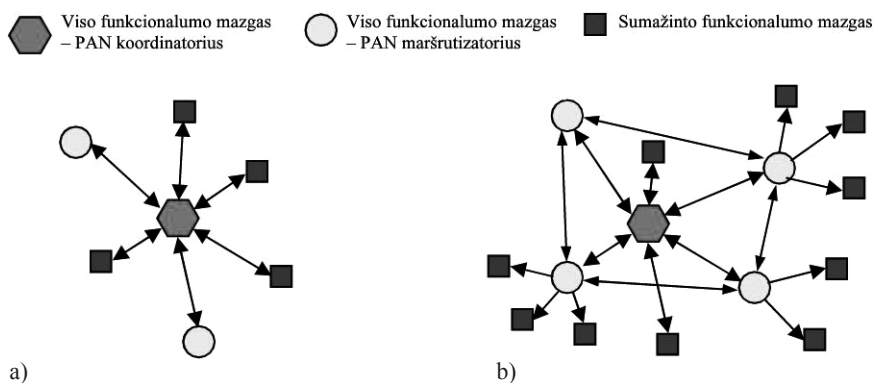 Viso funkcionalumo mazgas
– PAN koordinatorius
Viso funkcionalumo mazgas
– PAN maršrutizatorius
Sumažinto funkcionalumo mazgas
a)
b)